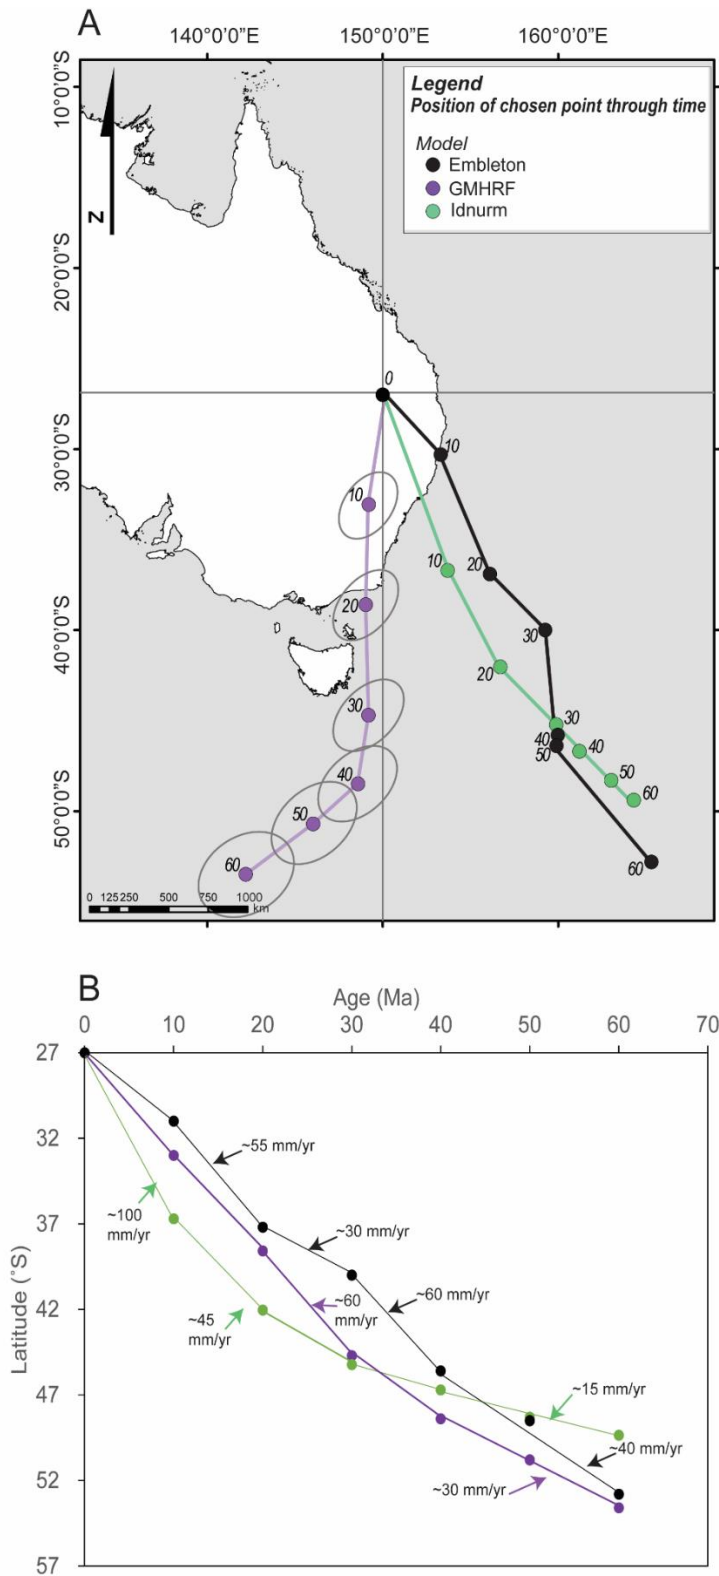 A
140°0'0"E 150°0'0"E 160°0'0"E
10°0'0"S
20°0'0"S
30°0'0"S
40°0'0"S
50°0'0"S
N
Legend
Position of chosen point through time
Model
Embleton
GMHRF
Idnurm
0
10
10
10
20
20
20
30
30
30
40
40
40
50
50
50
60
60
60
0 125 250 500 750 1000
km
B
Age (Ma)
0 10 20 30 40 50 60 70
27
32
37
42
47
52
57
Latitude (°S)
~55 mm/yr
~30 mm/yr
~100
mm/yr
~60
mm/yr
~60 mm/yr
~45
mm/yr
~15 mm/yr
~40 mm/yr
~30 mm/yr